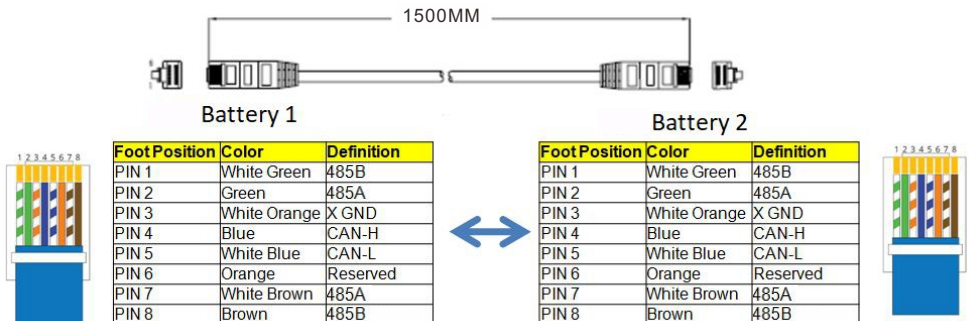 1500MM
Battery 1
Battery 2
1 2 3 4 5 6 7 8
Foot Position Color Definition
PIN 1 White Green 485B
PIN 2 Green 485A
PIN 3 White Orange X GND
PIN 4 Blue CAN-H
PIN 5 White Blue CAN-L
PIN 6 Orange Reserved
PIN 7 White Brown 485A
PIN 8 Brown 485B
Foot Position Color Definition
PIN 1 White Green 485B
PIN 2 Green 485A
PIN 3 White Orange X GND
PIN 4 Blue CAN-H
PIN 5 White Blue CAN-L
PIN 6 Orange Reserved
PIN 7 White Brown 485A
PIN 8 Brown 485B
1 2 3 4 5 6 7 8